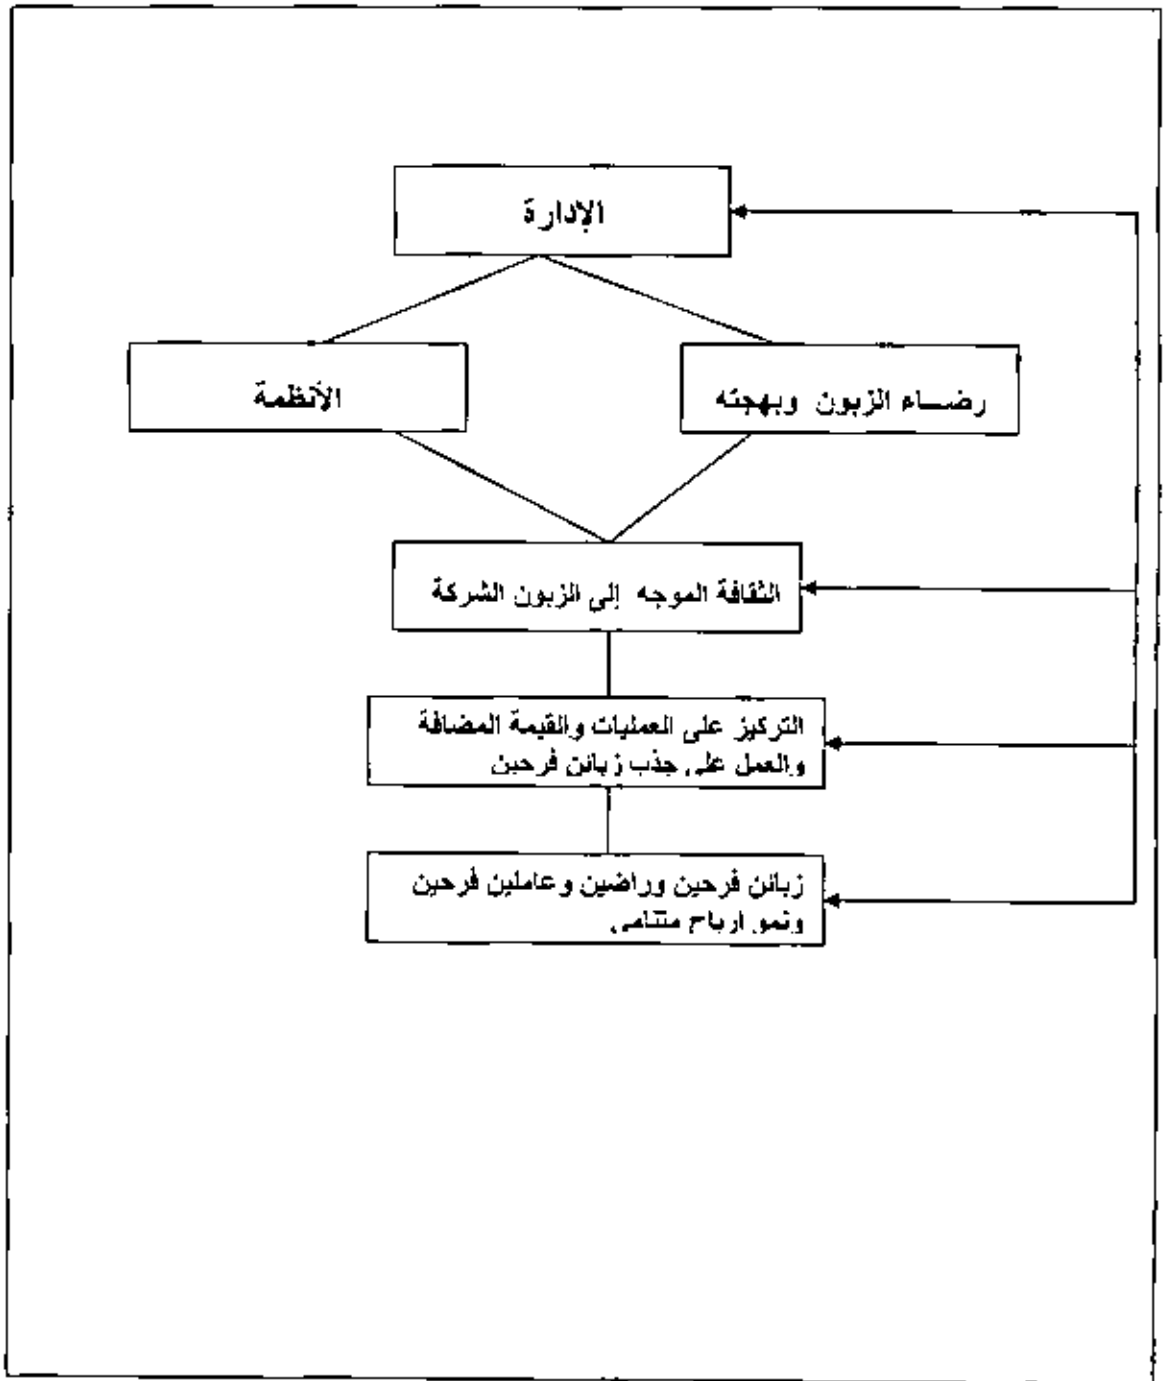 الإدارة
رضـــاء الزبون وبهجته
الأنظمة
الثقافة الموجه إلى الزبون الشركة
التركيز على العمليات والقيمة المضافة
والعمل على جذب زبائن فرحين
زبائن فرحين وراضين وعاملين فرحين
ونمو ارباح متنامي